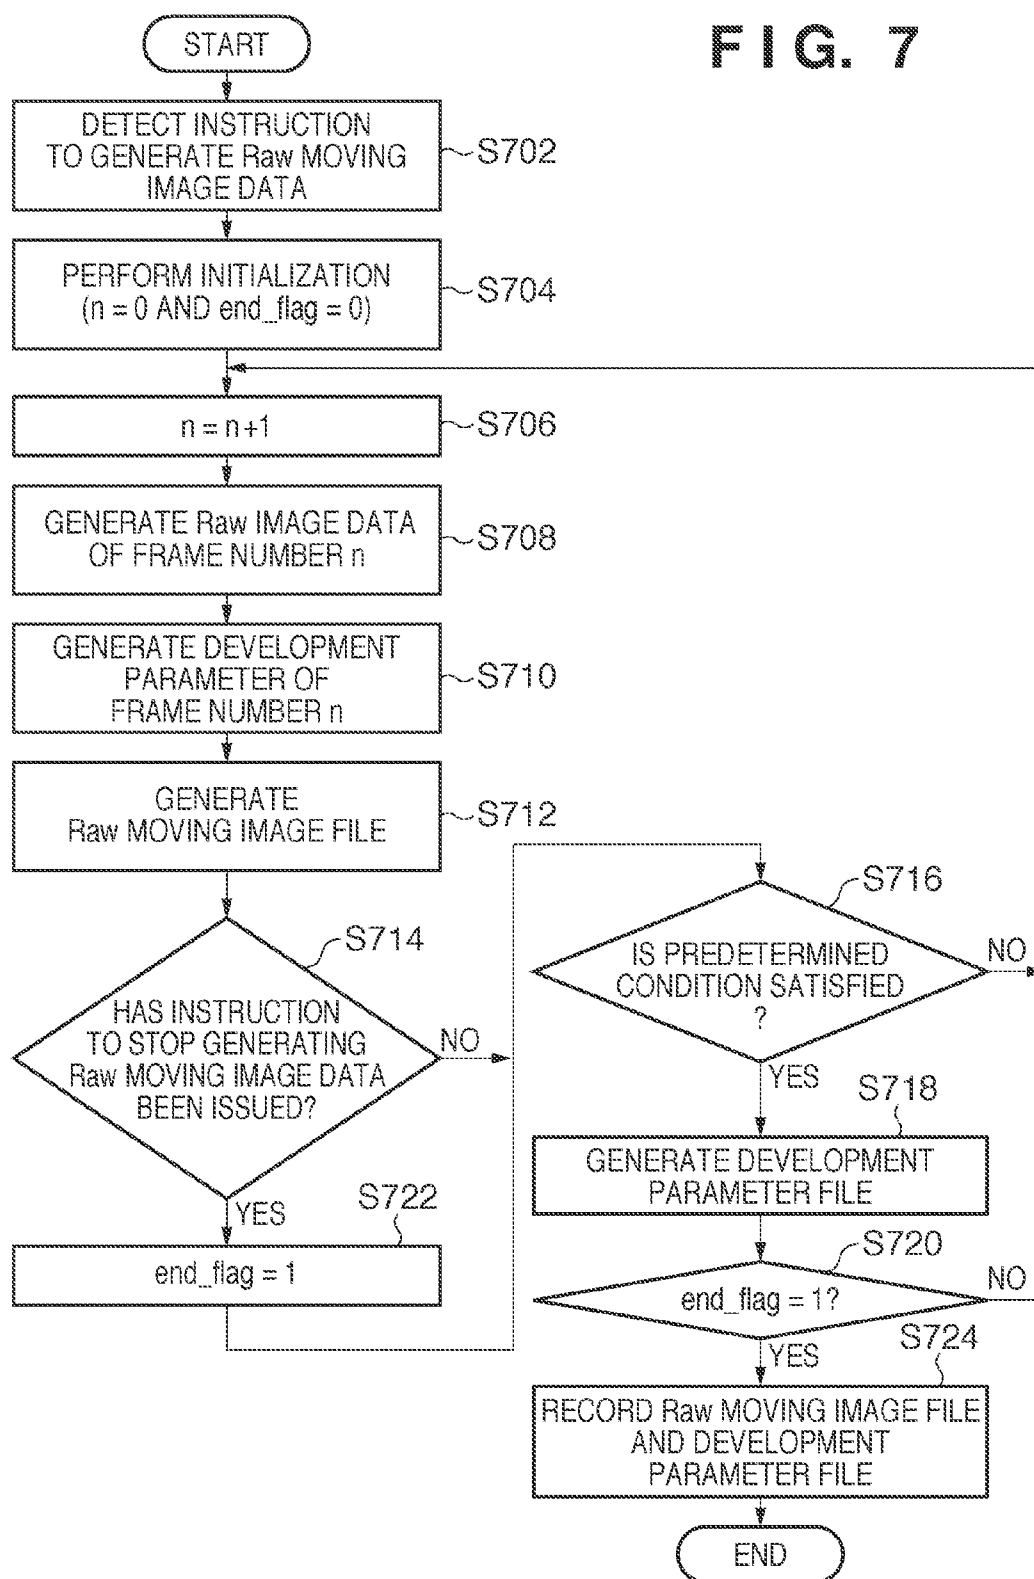 FIG. 7
START
DETECT INSTRUCTION
TO GENERATE Raw MOVING
IMAGE DATA
S702
PERFORM INITIALIZATION
(n = 0 AND end_flag = 0)
S704
n = n+1
S706
GENERATE Raw IMAGE DATA
OF FRAME NUMBER n
S708
GENERATE DEVELOPMENT
PARAMETER OF
FRAME NUMBER n
S710
GENERATE
Raw MOVING IMAGE FILE
S712
S714
HAS INSTRUCTION
TO STOP GENERATING
Raw MOVING IMAGE DATA
BEEN ISSUED?
NO
YES
S722
end_flag = 1
S716
IS PREDETERMINED
CONDITION SATISFIED
?
NO
YES
S718
GENERATE DEVELOPMENT
PARAMETER FILE
S720
end_flag = 1?
NO
YES
S724
RECORD Raw MOVING IMAGE FILE
AND DEVELOPMENT
PARAMETER FILE
END